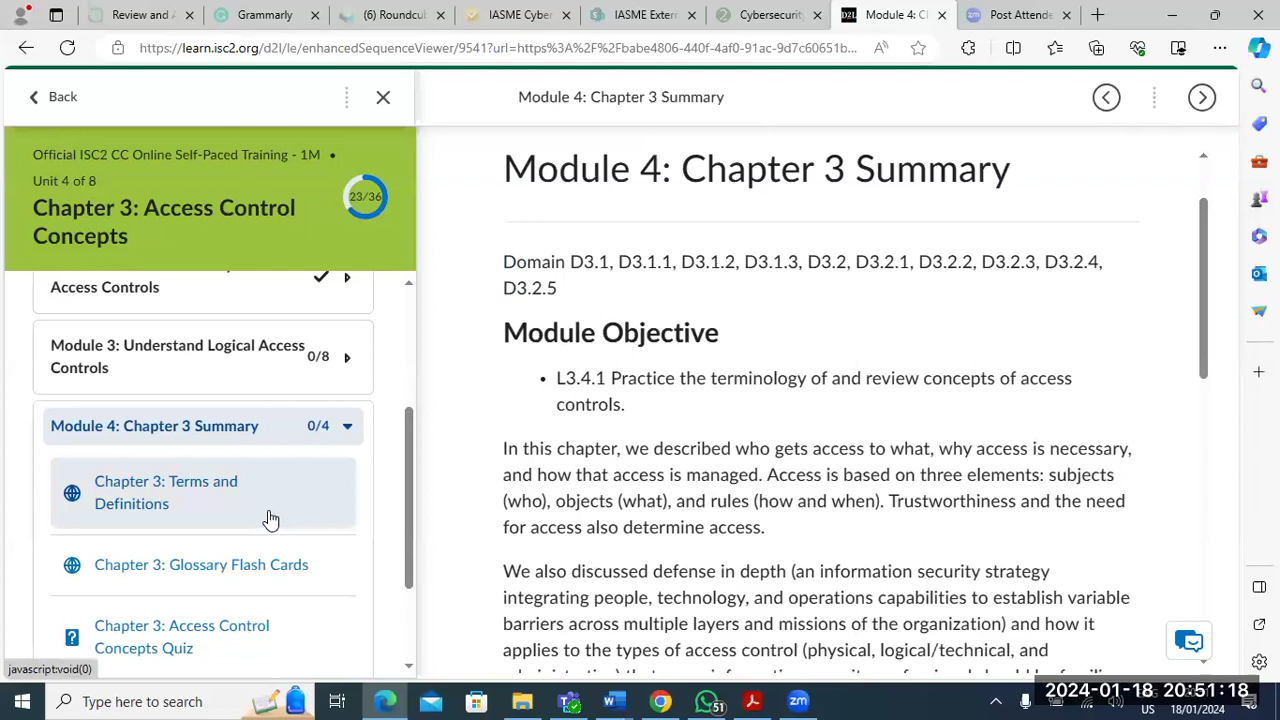 Review and A
Grammarly
(6) Roundcub
IASME Cyber
IASME Extern
Cybersecurity
D2L
Module 4: Ch
Post Attende
https://learn.isc2.org/d2l/le/enhancedSequenceViewer/9541?url=https%3A%2F%2Fbabe4806-440f-4af0-91ac-9d7c60651b...
Back
Module 4: Chapter 3 Summary
Official ISC2 CC Online Self-Paced Training - 1M •
Unit 4 of 8
Chapter 3: Access Control
Concepts
23/36
Access Controls
Module 3: Understand Logical Access
Controls
0/8
Module 4: Chapter 3 Summary 0/4
Chapter 3: Terms and
Definitions
Chapter 3: Glossary Flash Cards
Chapter 3: Access Control
Concepts Quiz
javascript:void(0)
Module 4: Chapter 3 Summary
Domain D3.1, D3.1.1, D3.1.2, D3.1.3, D3.2, D3.2.1, D3.2.2, D3.2.3, D3.2.4,
D3.2.5
Module Objective
• L3.4.1 Practice the terminology of and review concepts of access
controls.
In this chapter, we described who gets access to what, why access is necessary,
and how that access is managed. Access is based on three elements: subjects
(who), objects (what), and rules (how and when). Trustworthiness and the need
for access also determine access.
We also discussed defense in depth (an information security strategy
integrating people, technology, and operations capabilities to establish variable
barriers across multiple layers and missions of the organization) and how it
applies to the types of access control (physical, logical/technical, and
Type here to search
51
zm
US
2024-01-18 20:51:18
18/01/2024